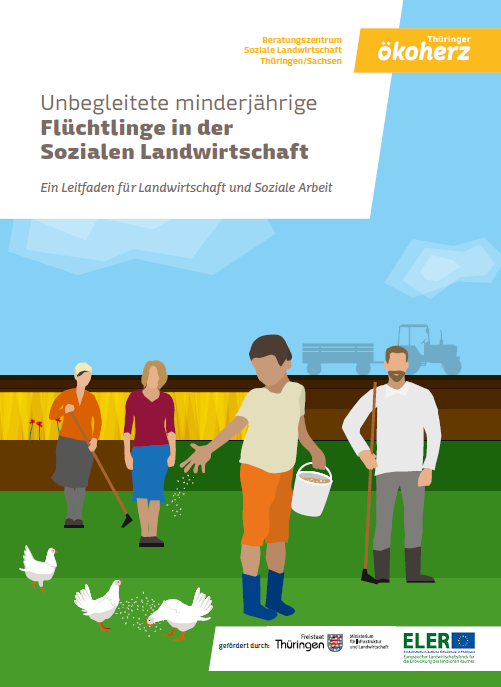 Beratungszentrum
Soziale Landwirtschaft
Thüringen/Sachsen
Thüringer
ökoherz
Unbegleitete minderjährige
Flüchtlinge in der
Sozialen Landwirtschaft
Ein Leitfaden für Landwirtschaft und Soziale Arbeit
gefördert durch:
Freistaat
Thüringen
Ministerium
für Infrastruktur
und Landwirtschaft
ELER
Europäischer Landwirtschaftsfonds für
die Entwicklung des ländlichen Raumes